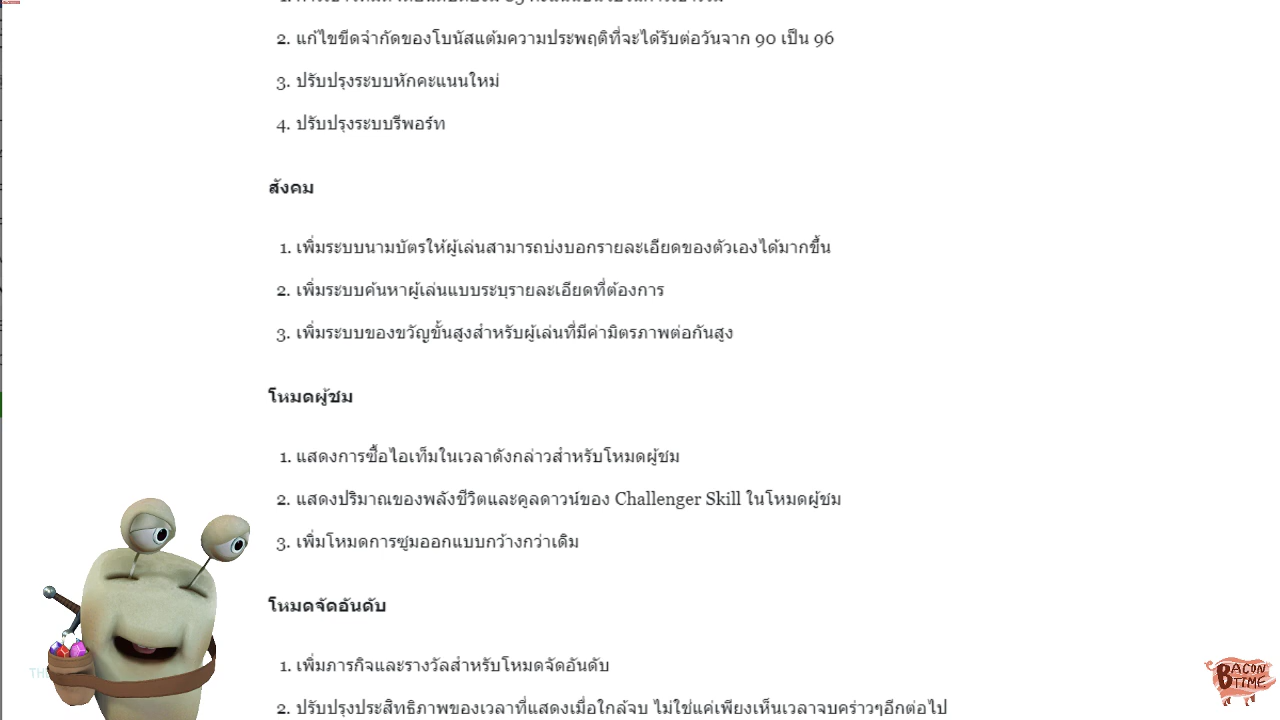 2. แก้ไขขีดจำกัดของโบนัสแต้มความประพฤติที่จะได้รับต่อวันจาก 90 เป็น 96
3. ปรับปรุงระบบหักคะแนนใหม่
4. ปรับปรุงระบบรีพอร์ท
สังคม
1. เพิ่มระบบนามบัตรให้ผู้เล่นสามารถบ่งบอกรายละเอียดของตัวเองได้มากขึ้น
2. เพิ่มระบบค้นหาผู้เล่นแบบระบุรายละเอียดที่ต้องการ
3. เพิ่มระบบของขวัญขั้นสูงสำหรับผู้เล่นที่มีค่ามิตรภาพต่อกันสูง
โหมดผู้ชม
1. แสดงการซื้อไอเท็มในเวลาดังกล่าวสำหรับโหมดผู้ชม
2. แสดงปริมาณของพลังชีวิตและคูลดาวน์ของ Challenger Skill ในโหมดผู้ชม
3. เพิ่มโหมดการซูมออกแบบกว้างกว่าเดิม
โหมดจัดอันดับ
1. เพิ่มภารกิจและรางวัลสำหรับโหมดจัดอันดับ
2. ปรับปรุงประสิทธิภาพของเวลาที่แสดงเมื่อใกล้จบ ไม่ใช่แค่เพียงเห็นเวลาจบคร่าวๆอีกต่อไป
BACON
TIME